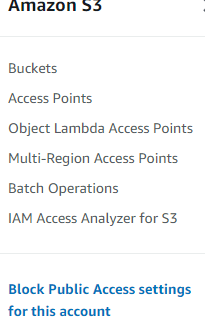 Amazon S3
Buckets
Access Points
Object Lambda Access Points
Multi-Region Access Points
Batch Operations
IAM Access Analyzer for S3
Block Public Access settings
for this account